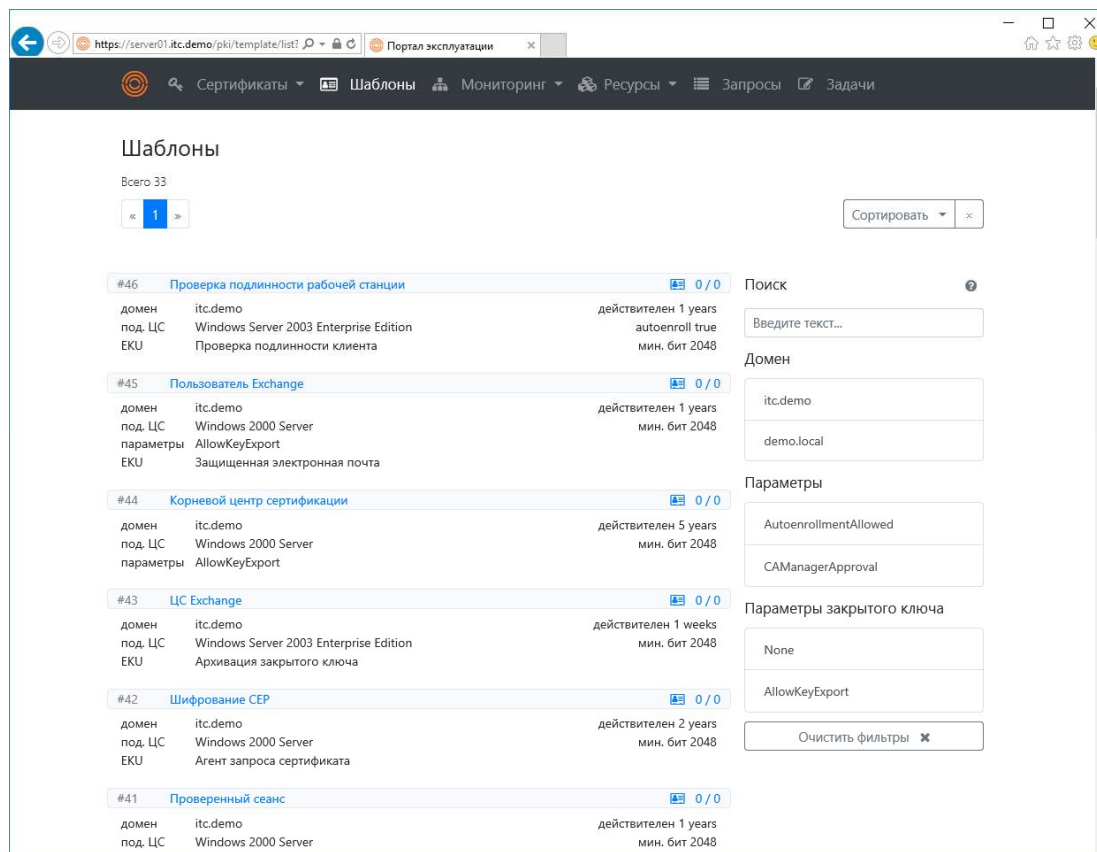 https://server01.itc.demo/pki/template/list?
Портал эксплуатации
Сертификаты Шаблоны Мониторинг Ресурсы Запросы Задачи
Шаблоны
Всего 33
« 1 »
Сортировать ×
#46 Проверка подлинности рабочей станции 0 / 0
домен itc.demo действителен 1 years
под. ЦС Windows Server 2003 Enterprise Edition autoenroll true
EKU Проверка подлинности клиента мин. бит 2048
#45 Пользователь Exchange 0 / 0
домен itc.demo действителен 1 years
под. ЦС Windows 2000 Server мин. бит 2048
параметры AllowKeyExport
EKU Защищенная электронная почта
#44 Корневой центр сертификации 0 / 0
домен itc.demo действителен 5 years
под. ЦС Windows 2000 Server мин. бит 2048
параметры AllowKeyExport
#43 ЦС Exchange 0 / 0
домен itc.demo действителен 1 weeks
под. ЦС Windows Server 2003 Enterprise Edition мин. бит 2048
EKU Архивация закрытого ключа
#42 Шифрование CEP 0 / 0
домен itc.demo действителен 2 years
под. ЦС Windows 2000 Server мин. бит 2048
EKU Агент запроса сертификата
#41 Проверенный сеанс 0 / 0
домен itc.demo действителен 1 years
под. ЦС Windows 2000 Server мин. бит 2048
Поиск
Введите текст...
Домен
itc.demo
demo.local
Параметры
AutoenrollmentAllowed
CAManagerApproval
Параметры закрытого ключа
None
AllowKeyExport
Очистить фильтры